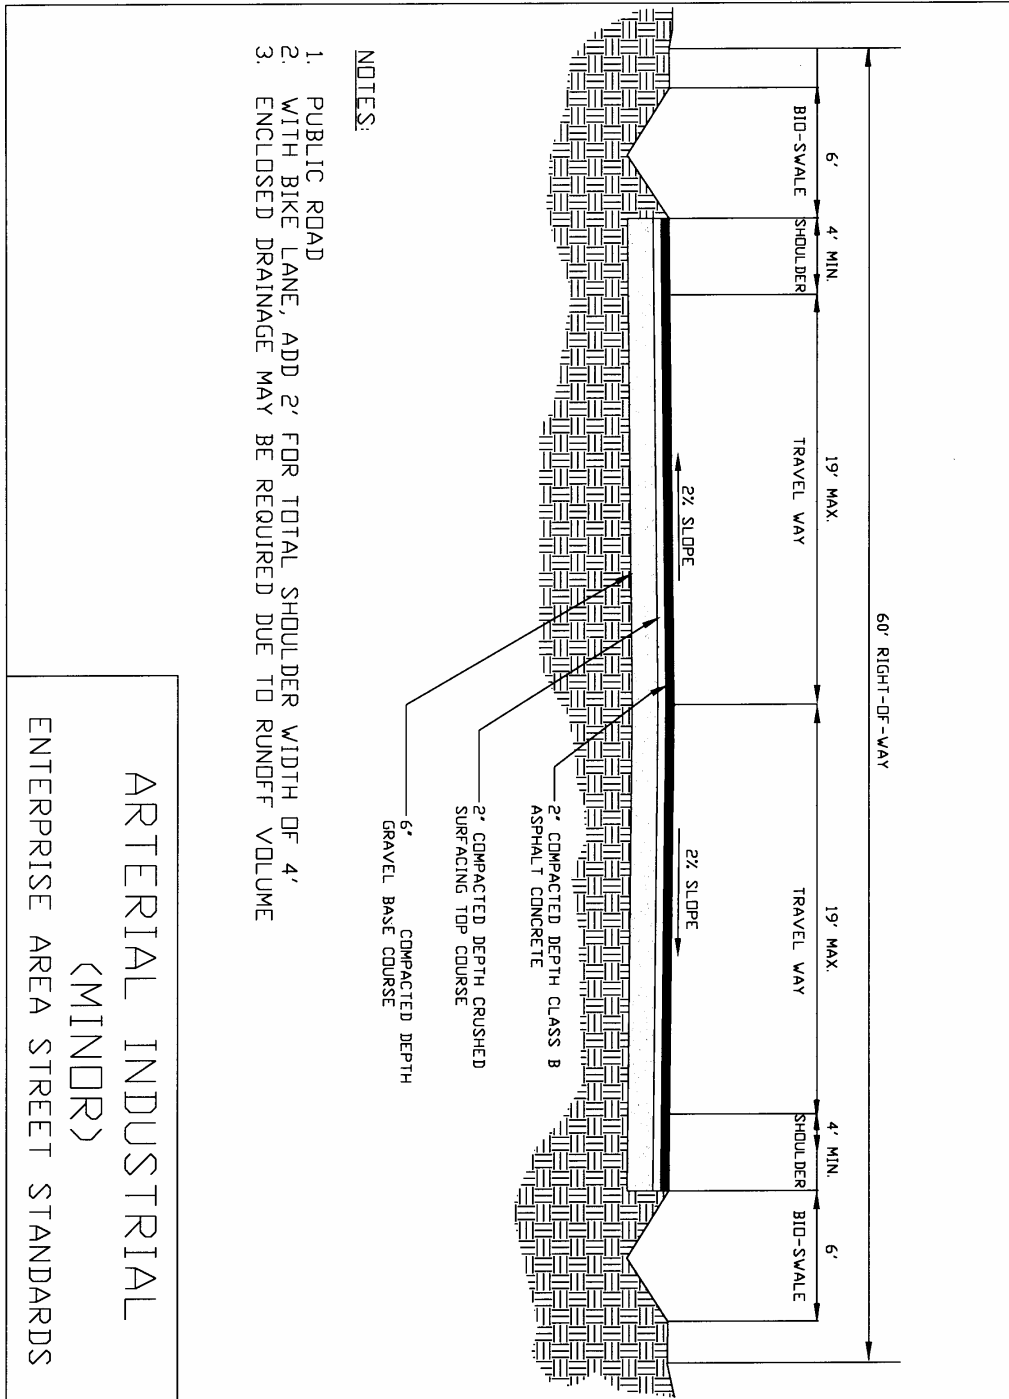 60' RIGHT-OF-WAY
6'
BIO-SWALE
4' MIN.
SHOULDER
19' MAX.
TRAVEL WAY
19' MAX.
TRAVEL WAY
4' MIN.
SHOULDER
6'
BIO-SWALE
2% SLOPE
2% SLOPE
2" COMPACTED DEPTH CLASS B
ASPHALT CONCRETE
2" COMPACTED DEPTH CRUSHED
SURFACING TOP COURSE
6" COMPACTED DEPTH
GRAVEL BASE COURSE
NOTES:
1. PUBLIC ROAD
2. WITH BIKE LANE, ADD 2' FOR TOTAL SHOULDER WIDTH OF 4'
3. ENCLOSED DRAINAGE MAY BE REQUIRED DUE TO RUNOFF VOLUME
ARTERIAL INDUSTRIAL
(MINOR)
ENTERPRISE AREA STREET STANDARDS